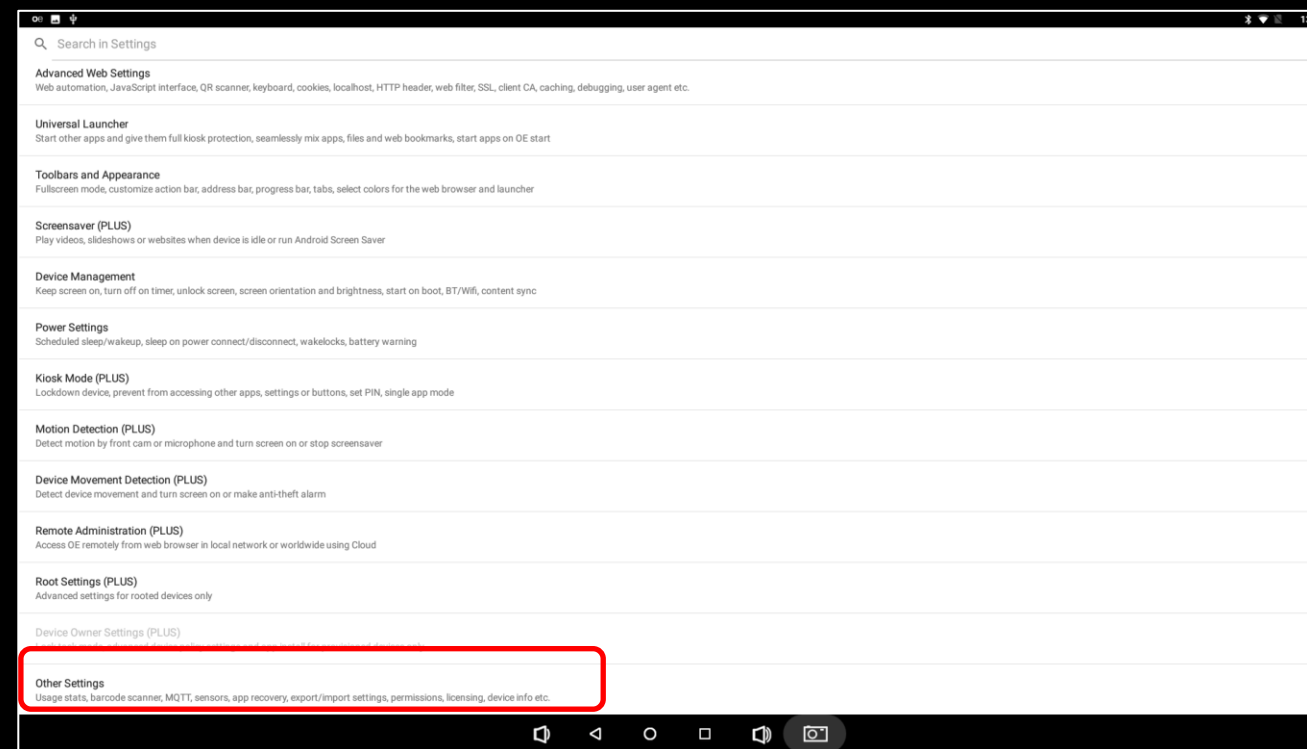 Search in Settings
Advanced Web Settings
Web automation, JavaScript interface, QR scanner, keyboard, cookies, localhost, HTTP header, web filter, SSL, client CA, caching, debugging, user agent etc.
Universal Launcher
Start other apps and give them full kiosk protection, seamlessly mix apps, files and web bookmarks, start apps on OE start
Toolbars and Appearance
Fullscreen mode, customize action bar, address bar, progress bar, tabs, select colors for the web browser and launcher
Screensaver (PLUS)
Play videos, slideshows or websites when device is idle or run Android Screen Saver
Device Management
Keep screen on, turn off on timer, unlock screen, screen orientation and brightness, start on boot, BT/Wifi, content sync
Power Settings
Scheduled sleep/wakeup, sleep on power connect/disconnect, wakelocks, battery warning
Kiosk Mode (PLUS)
Lockdown device, prevent from accessing other apps, settings or buttons, set PIN, single app mode
Motion Detection (PLUS)
Detect motion by front cam or microphone and turn screen on or stop screensaver
Device Movement Detection (PLUS)
Detect device movement and turn screen on or make anti-theft alarm
Remote Administration (PLUS)
Access OE remotely from web browser in local network or worldwide using Cloud
Root Settings (PLUS)
Advanced settings for rooted devices only
Device Owner Settings (PLUS)
Other Settings
Usage stats, barcode scanner, MQTT, sensors, app recovery, export/import settings, permissions, licensing, device info etc.